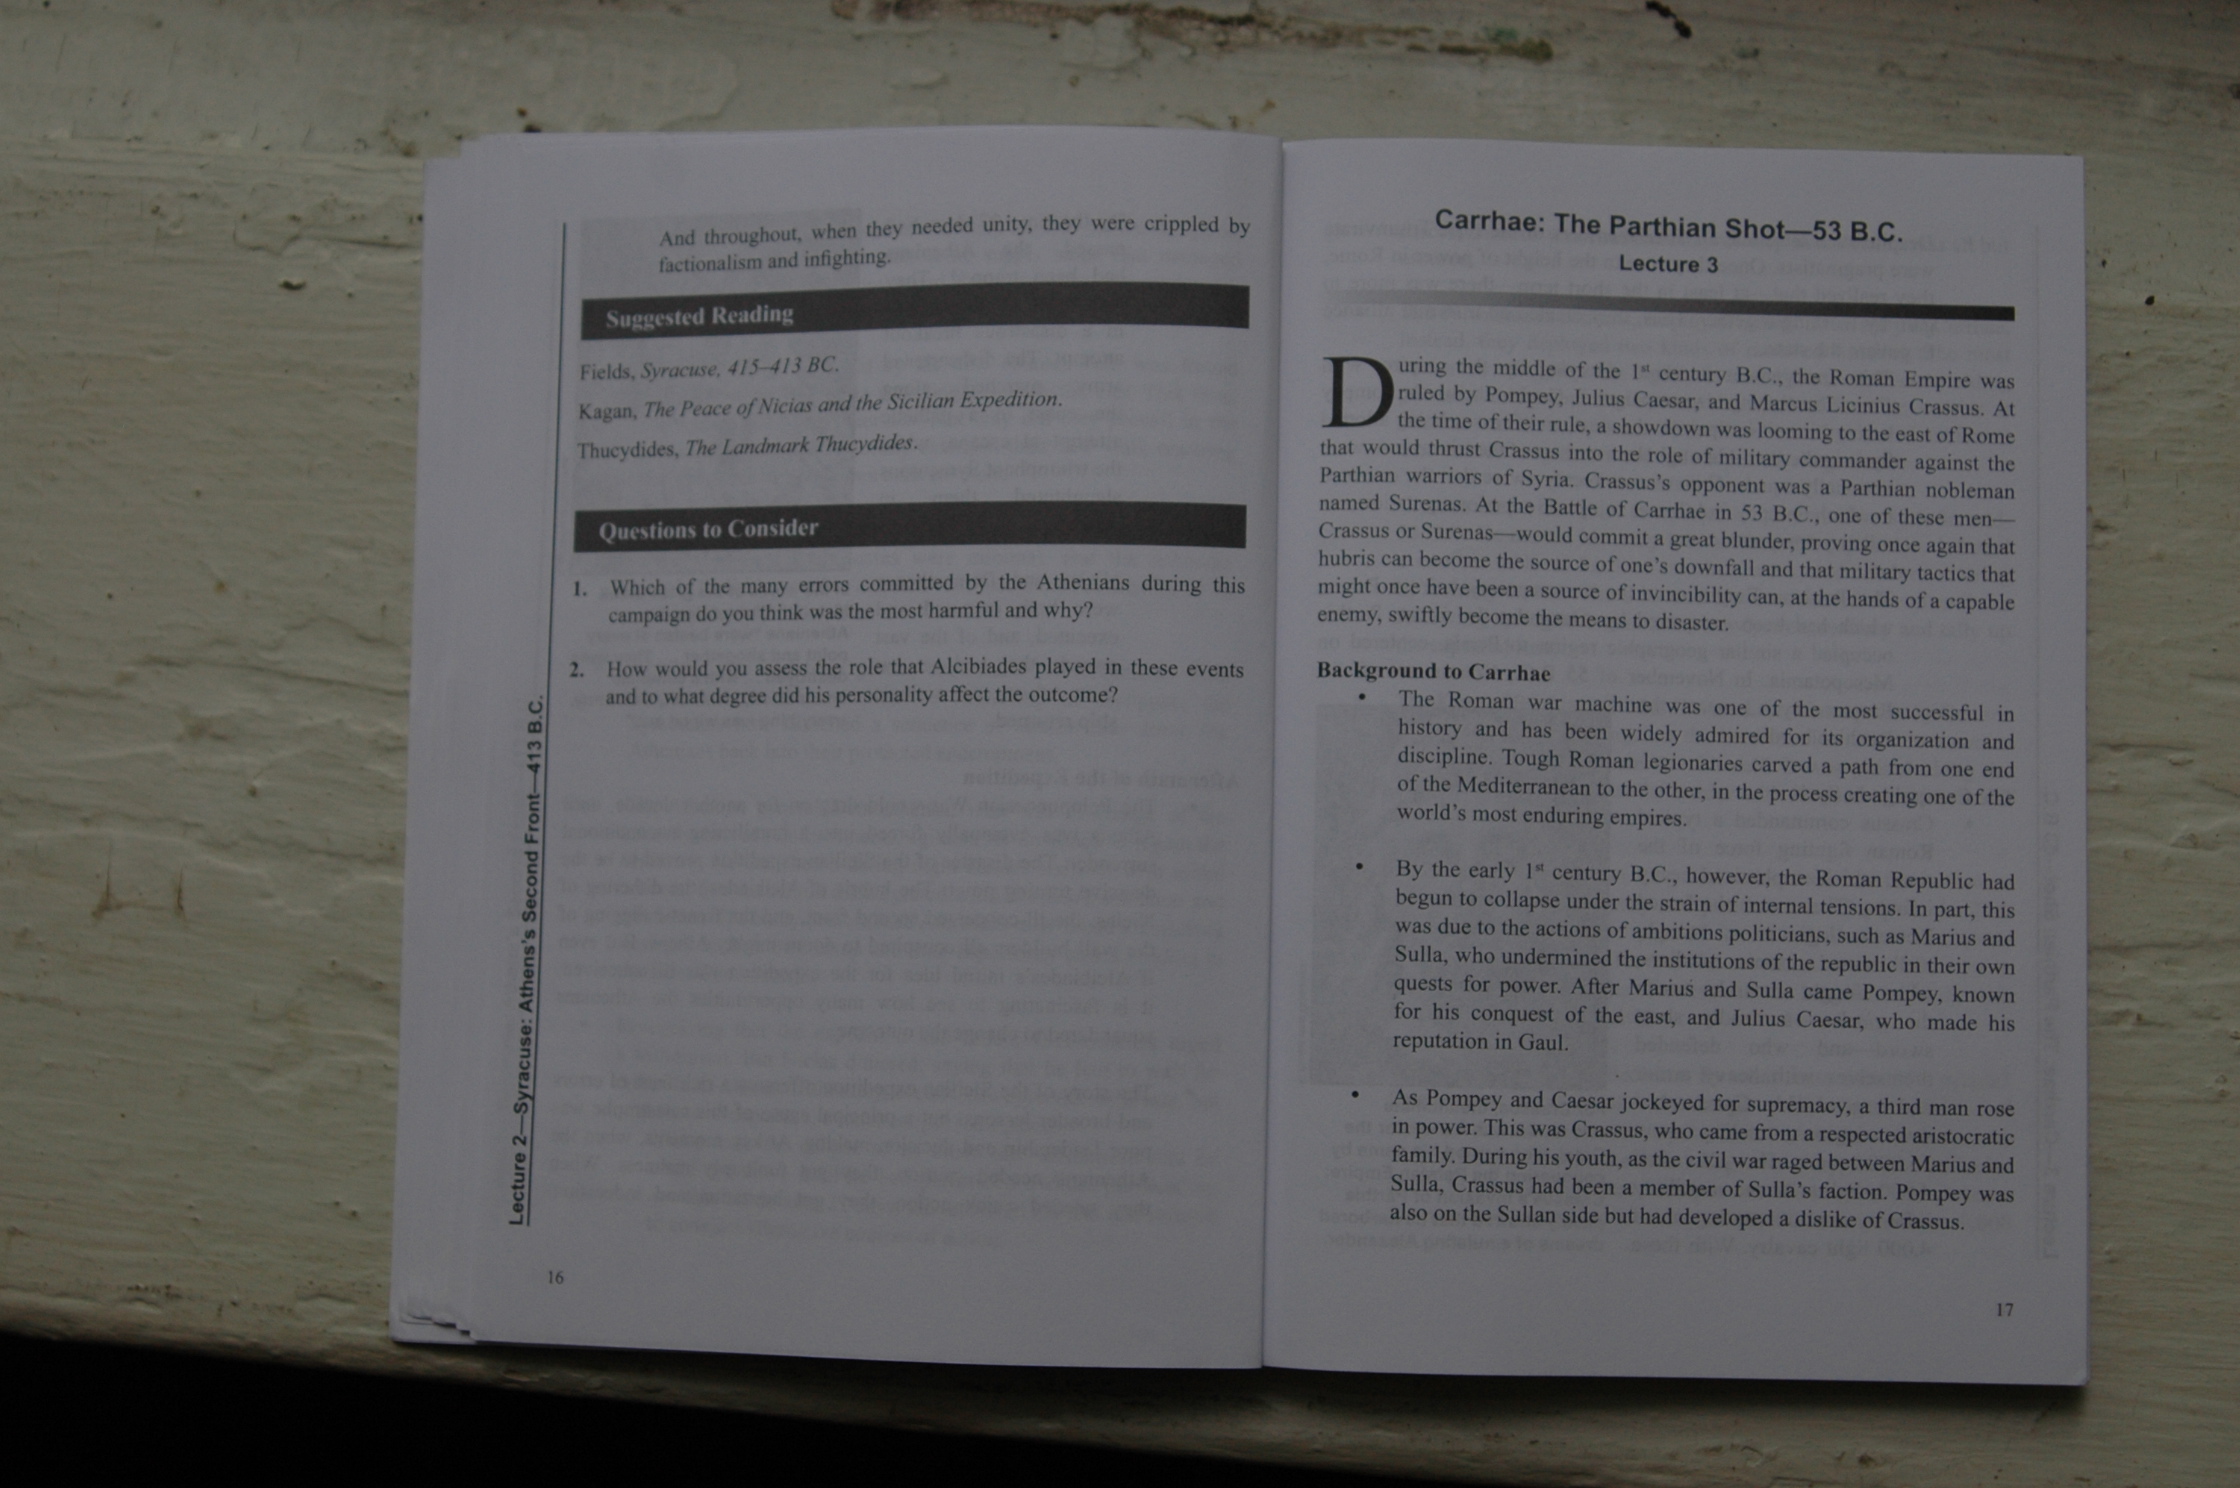 And throughout, when they needed unity, they were crippled by
factionalism and infighting.
Suggested Reading
Fields, Syracuse, 415–413 BC.
Kagan, The Peace of Nicias and the Sicilian Expedition.
Thucydides, The Landmark Thucydides.
Questions to Consider
1. Which of the many errors committed by the Athenians during this
campaign do you think was the most harmful and why?
2. How would you assess the role that Alcibiades played in these events
and to what degree did his personality affect the outcome?
Lecture 2—Syracuse: Athens's Second Front—413 B.C.
16
Carrhae: The Parthian Shot—53 B.C.
Lecture 3
During the middle of the 1st century B.C., the Roman Empire was
ruled by Pompey, Julius Caesar, and Marcus Licinius Crassus. At
the time of their rule, a showdown was looming to the east of Rome
that would thrust Crassus into the role of military commander against the
Parthian warriors of Syria. Crassus's opponent was a Parthian nobleman
named Surenas. At the Battle of Carrhae in 53 B.C., one of these men—
Crassus or Surenas—would commit a great blunder, proving once again that
hubris can become the source of one's downfall and that military tactics that
might once have been a source of invincibility can, at the hands of a capable
enemy, swiftly become the means to disaster.
Background to Carrhae
• The Roman war machine was one of the most successful in
history and has been widely admired for its organization and
discipline. Tough Roman legionaries carved a path from one end
of the Mediterranean to the other, in the process creating one of the
world's most enduring empires.
• By the early 1st century B.C., however, the Roman Republic had
begun to collapse under the strain of internal tensions. In part, this
was due to the actions of ambitions politicians, such as Marius and
Sulla, who undermined the institutions of the republic in their own
quests for power. After Marius and Sulla came Pompey, known
for his conquest of the east, and Julius Caesar, who made his
reputation in Gaul.
• As Pompey and Caesar jockeyed for supremacy, a third man rose
in power. This was Crassus, who came from a respected aristocratic
family. During his youth, as the civil war raged between Marius and
Sulla, Crassus had been a member of Sulla's faction. Pompey was
also on the Sullan side but had developed a dislike of Crassus.
17